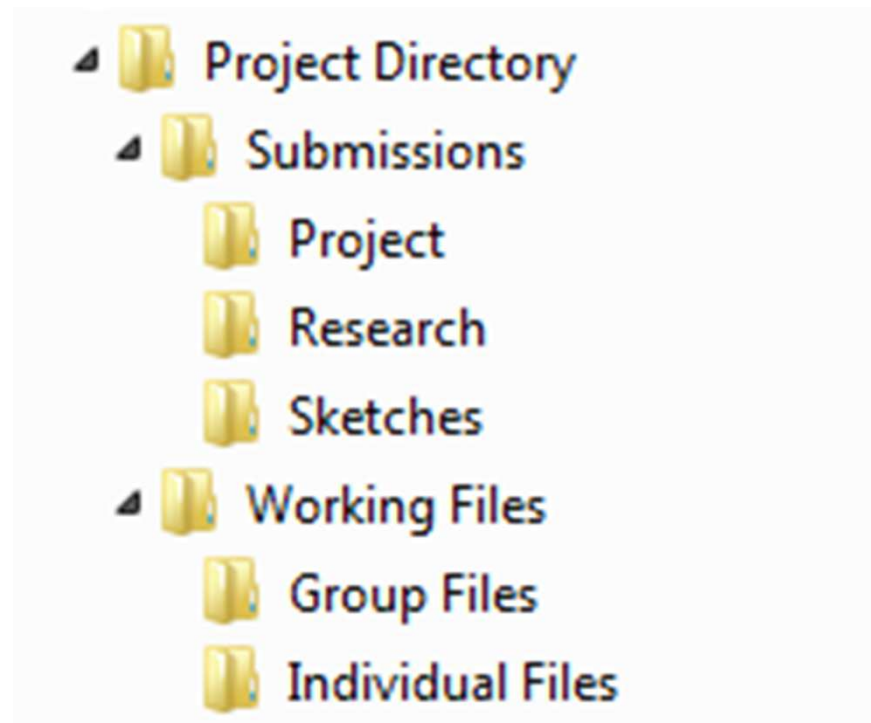 Project Directory
Submissions
Project
Research
Sketches
Working Files
Group Files
Individual Files